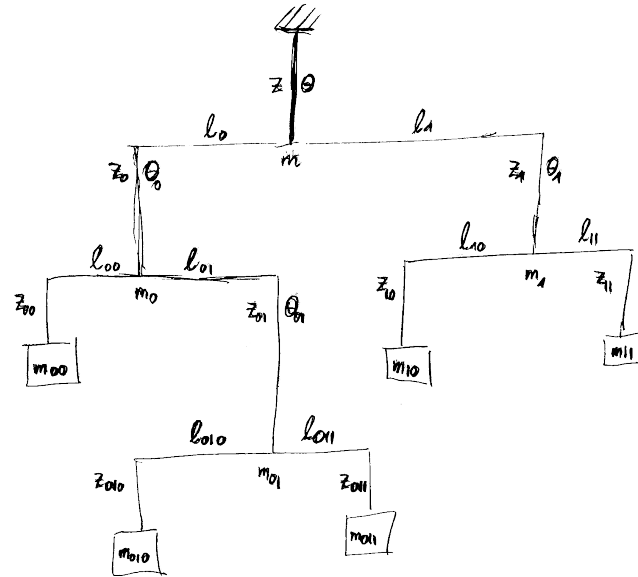 z θ
l₀ l₁
m
z₀ θ₀ z₁ θ₁
l₀₀ l₀₁ l₁₀ l₁₁
m₀ m₁
z₀₀ z₀₁ θ₀₁ z₁₀ z₁₁
m₀₀ m₁₀ m₁₁
l₀₁₀ l₀₁₁
m₀₁
z₀₁₀ z₀₁₁
m₀₁₀ m₀₁₁